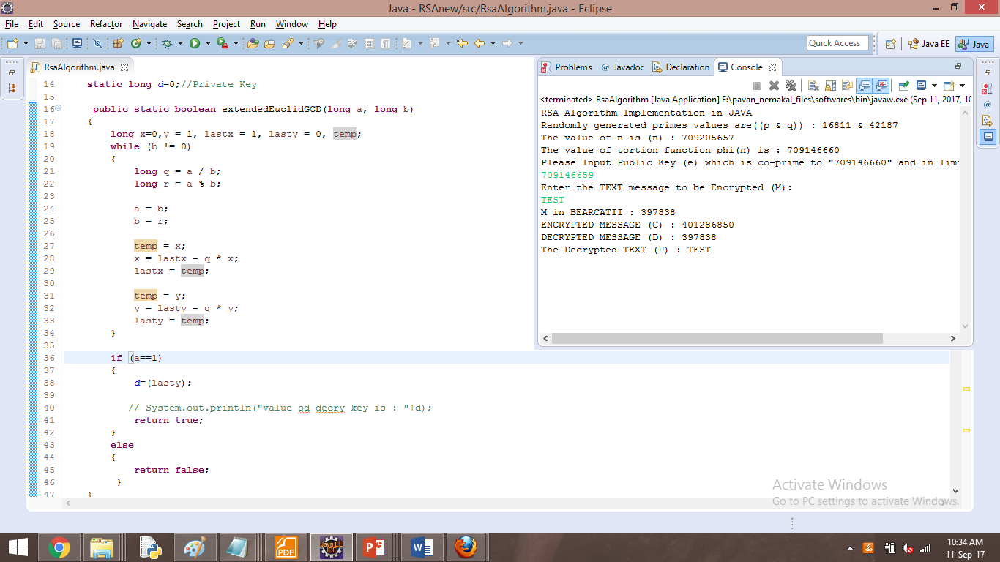 Java - RSAnew/src/RsaAlgorithm.java - Eclipse
File Edit Source Refactor Navigate Search Project Run Window Help
Quick Access Java EE Java
RsaAlgorithm.java
14 static long d=0;//Private Key
15
16 public static boolean extendedEuclidGCD(long a, long b)
17 {
18 long x=0,y = 1, lastx = 1, lasty = 0, temp;
19 while (b != 0)
20 {
21 long q = a / b;
22 long r = a % b;
23
24 a = b;
25 b = r;
26
27 temp = x;
28 x = lastx - q * x;
29 lastx = temp;
30
31 temp = y;
32 y = lasty - q * y;
33 lasty = temp;
34 }
35
36 if (a==1)
37 {
38 d=(lasty);
39
40 // System.out.println("value od decry key is : "+d);
41 return true;
42 }
43 else
44 {
45 return false;
46 }
47 }
Problems @ Javadoc Declaration Console
<terminated> RsaAlgorithm [Java Application] F:\pavan_nemakal_files\softwares\bin\javaw.exe (Sep 11, 2017, 10
RSA Algorithm Implementation in JAVA
Randomly generated primes values are((p & q)) : 16811 & 42187
The value of n is (n) : 709205657
The value of tortion function phi(n) is : 709146660
Please Input Public Key (e) which is co-prime to "709146660" and in limi
709146659
Enter the TEXT message to be Encrypted (M):
TEST
M in BEARCATII : 397838
ENCRYPTED MESSAGE (C) : 401286850
DECRYPTED MESSAGE (D) : 397838
The Decrypted TEXT (P) : TEST
Activate Windows
Go to PC settings to activate Windows.
PDF
Java EE
IDE
10:34 AM
11-Sep-17